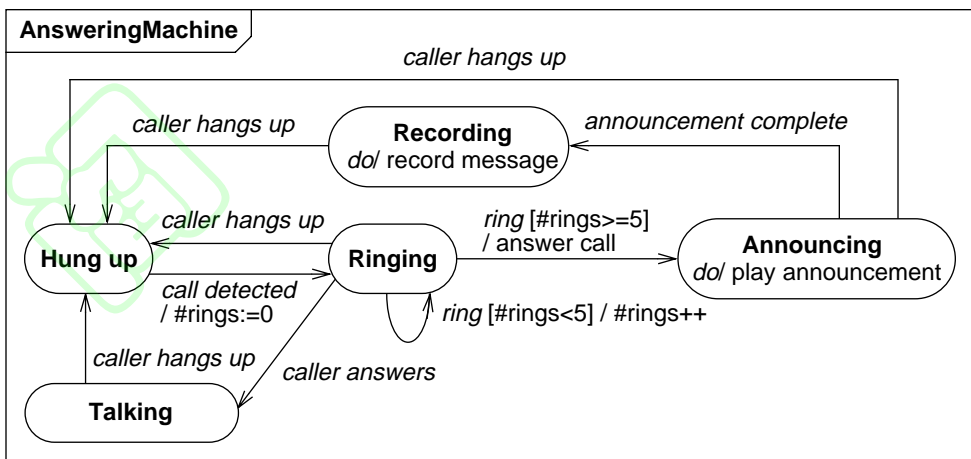 AnsweringMachine
caller hangs up
caller hangs up
Recording
do/ record message
announcement complete
caller hangs up
ring [#rings>=5]
/ answer call
Hung up
Ringing
Announcing
do/ play announcement
call detected
/ #rings:=0
ring [#rings<5] / #rings++
caller hangs up
caller answers
Talking